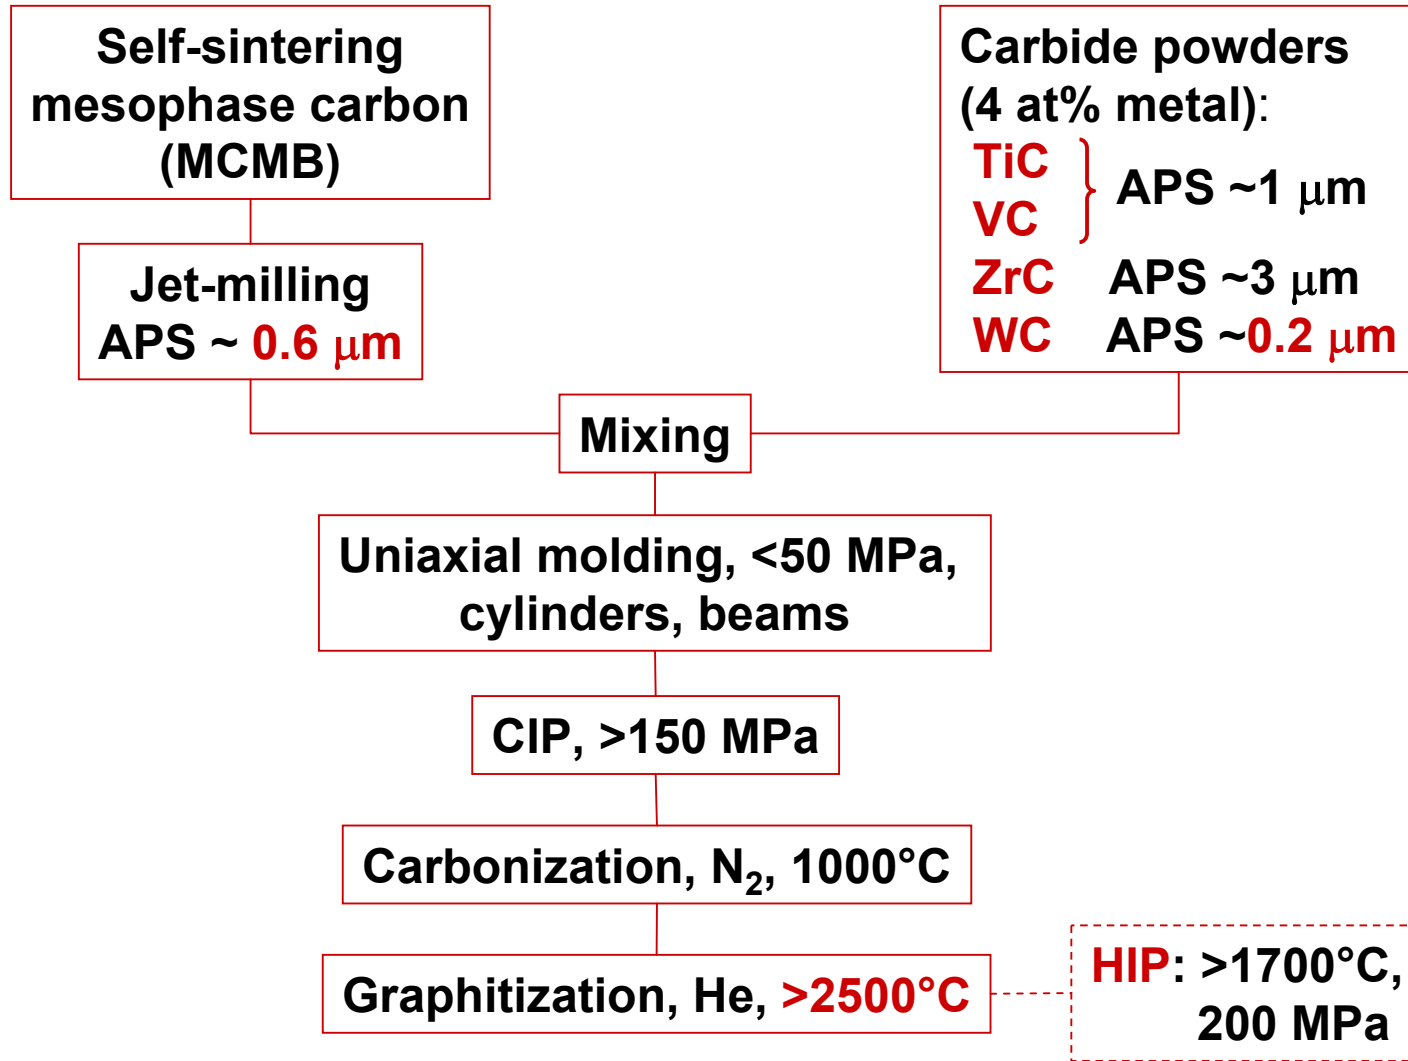 Self-sintering
mesophase carbon
(MCMB)
Carbide powders
(4 at% metal):
TiC
VC
APS ~1 μm
ZrC APS ~3 μm
WC APS ~0.2 μm
Jet-milling
APS ~ 0.6 μm
Mixing
Uniaxial molding, <50 MPa,
cylinders, beams
CIP, >150 MPa
Carbonization, N₂, 1000°C
Graphitization, He, >2500°C
HIP: >1700°C,
200 MPa